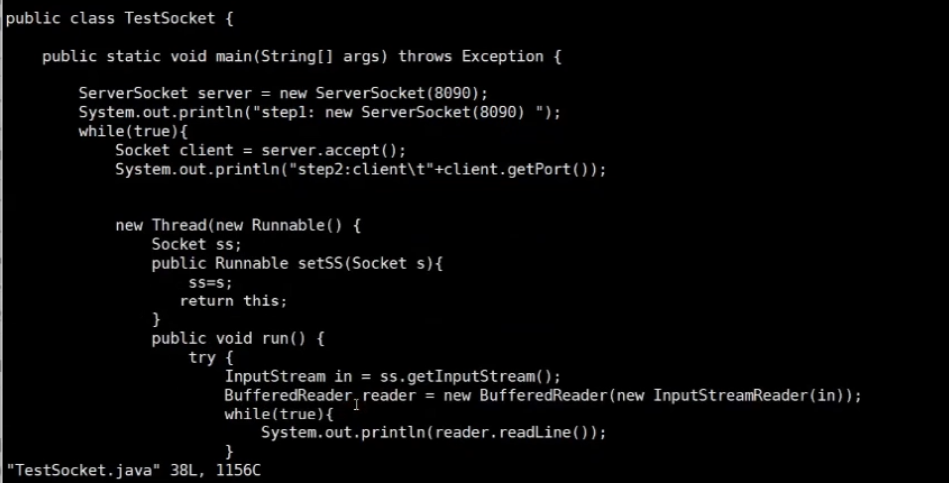 public class TestSocket {
public static void main(String[] args) throws Exception {
ServerSocket server = new ServerSocket(8090);
System.out.println("step1: new ServerSocket(8090) ");
while(true){
Socket client = server.accept();
System.out.println("step2:client\t"+client.getPort());
new Thread(new Runnable() {
Socket ss;
public Runnable setSS(Socket s){
ss=s;
return this;
}
public void run() {
try {
InputStream in = ss.getInputStream();
BufferedReader reader = new BufferedReader(new InputStreamReader(in));
while(true){
System.out.println(reader.readLine());
}
"TestSocket.java" 38L, 1156C